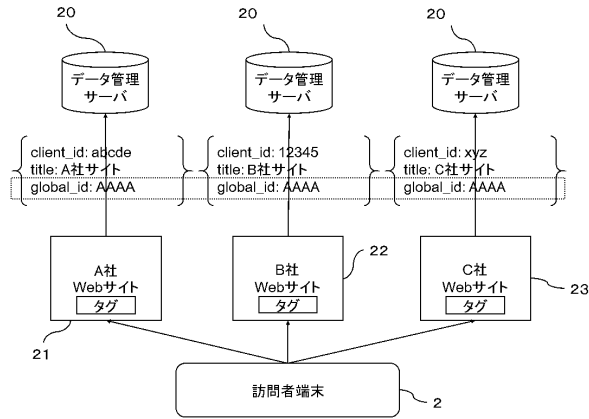 20
20
20
データ管理
サーバ
データ管理
サーバ
データ管理
サーバ
client_id: abcde
title: A社サイト
global_id: AAAA
client_id: 12345
title: B社サイト
global_id: AAAA
client_id: xyz
title: C社サイト
global_id: AAAA
A社
Webサイト
タグ
21
B社
Webサイト
タグ
22
C社
Webサイト
タグ
23
訪問者端末
2